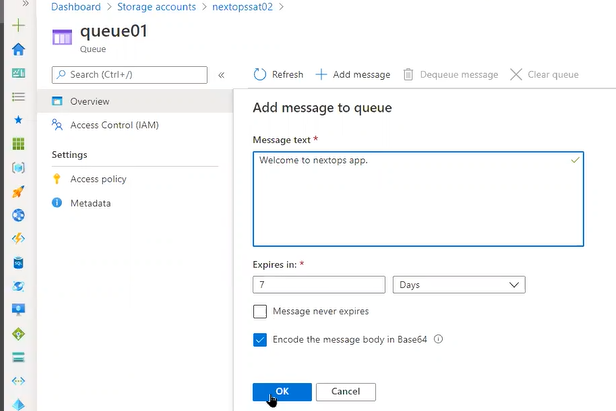 Dashboard > Storage accounts > nextopssat02 >
queue01
Queue
Search (Ctrl+/)
«
Refresh
Add message
Dequeue message
Clear queue
Overview
Access Control (IAM)
Settings
Access policy
Metadata
Add message to queue
Message text *
Welcome to nextops app.
Expires in: *
7
Days
Message never expires
Encode the message body in Base64
OK
Cancel